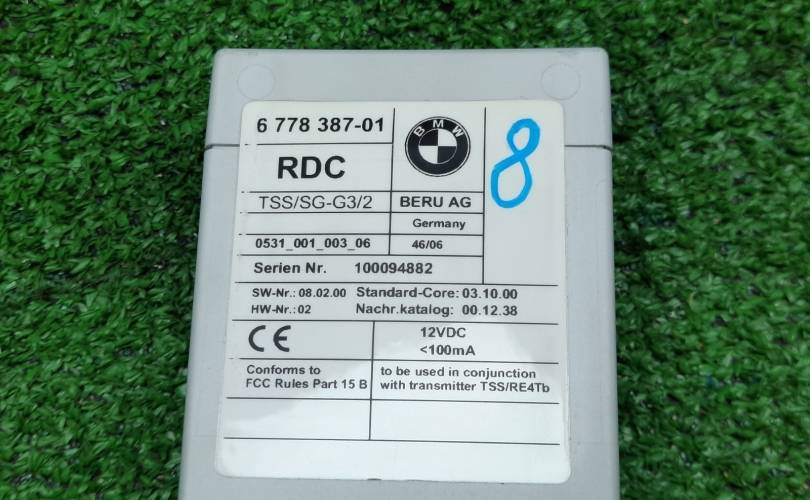 6 778 387-01
BMW
8
RDC
TSS/SG-G3/2
BERU AG
Germany
0531_001_003_06
46/06
Serien Nr. 100094882
SW-Nr.: 08.02.00 Standard-Core: 03.10.00
HW-Nr.: 02 Nachr.katalog: 00.12.38
CE
12VDC
<100mA
Conforms to
FCC Rules Part 15 B
to be used in conjunction
with transmitter TSS/RE4Tb